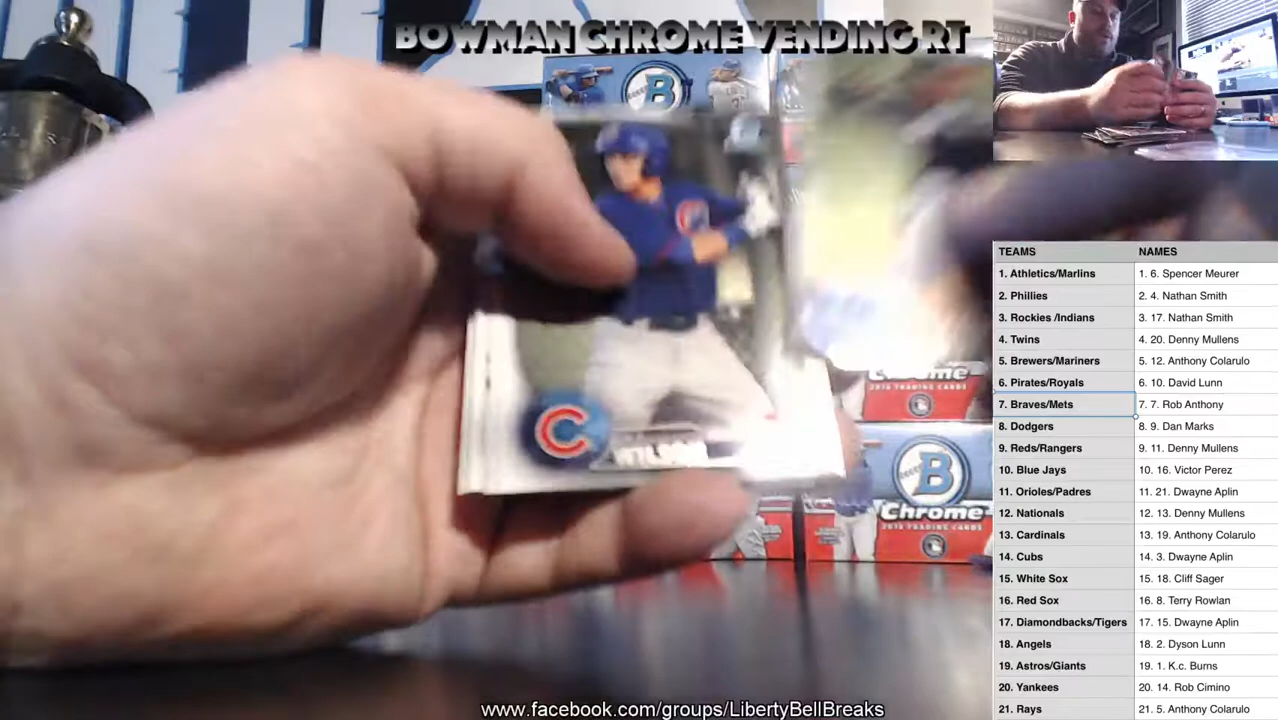 BOWMAN CHROME VENDING RT
B
C
C
WILSON
Chrome
2016 TRADING CARDS
B
Chrome
2016 TRADING CARDS
TEAMS NAMES
1. Athletics/Marlins 1. 6. Spencer Meurer
2. Phillies 2. 4. Nathan Smith
3. Rockies /Indians 3. 17. Nathan Smith
4. Twins 4. 20. Denny Mullens
5. Brewers/Mariners 5. 12. Anthony Colarulo
6. Pirates/Royals 6. 10. David Lunn
7. Braves/Mets 7. 7. Rob Anthony
8. Dodgers 8. 9. Dan Marks
9. Reds/Rangers 9. 11. Denny Mullens
10. Blue Jays 10. 16. Victor Perez
11. Orioles/Padres 11. 21. Dwayne Aplin
12. Nationals 12. 13. Denny Mullens
13. Cardinals 13. 19. Anthony Colarulo
14. Cubs 14. 3. Dwayne Aplin
15. White Sox 15. 18. Cliff Sager
16. Red Sox 16. 8. Terry Rowlan
17. Diamondbacks/Tigers 17. 15. Dwayne Aplin
18. Angels 18. 2. Dyson Lunn
19. Astros/Giants 19. 1. K.c. Burns
20. Yankees 20. 14. Rob Cimino
21. Rays 21. 5. Anthony Colarulo
www.facebook.com/groups/LibertyBellBreaks